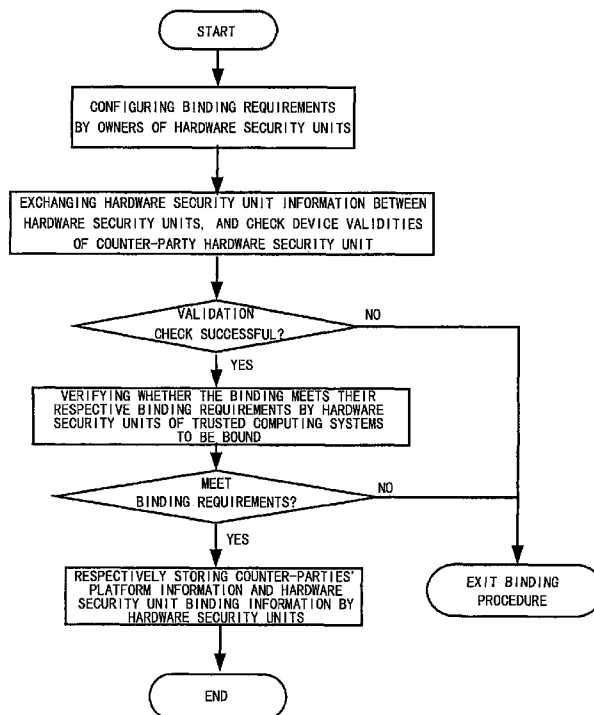 START
CONFIGURING BINDING REQUIREMENTS
BY OWNERS OF HARDWARE SECURITY UNITS
EXCHANGING HARDWARE SECURITY UNIT INFORMATION BETWEEN
HARDWARE SECURITY UNITS, AND CHECK DEVICE VALIDITIES
OF COUNTER-PARTY HARDWARE SECURITY UNIT
VALIDATION
CHECK SUCCESSFUL?
NO
YES
VERIFYING WHETHER THE BINDING MEETS THEIR
RESPECTIVE BINDING REQUIREMENTS BY HARDWARE
SECURITY UNITS OF TRUSTED COMPUTING SYSTEMS
TO BE BOUND
MEET
BINDING REQUIREMENTS?
NO
YES
RESPECTIVELY STORING COUNTER-PARTIES'
PLATFORM INFORMATION AND HARDWARE
SECURITY UNIT BINDING INFORMATION BY
HARDWARE SECURITY UNITS
EXIT BINDING
PROCEDURE
END